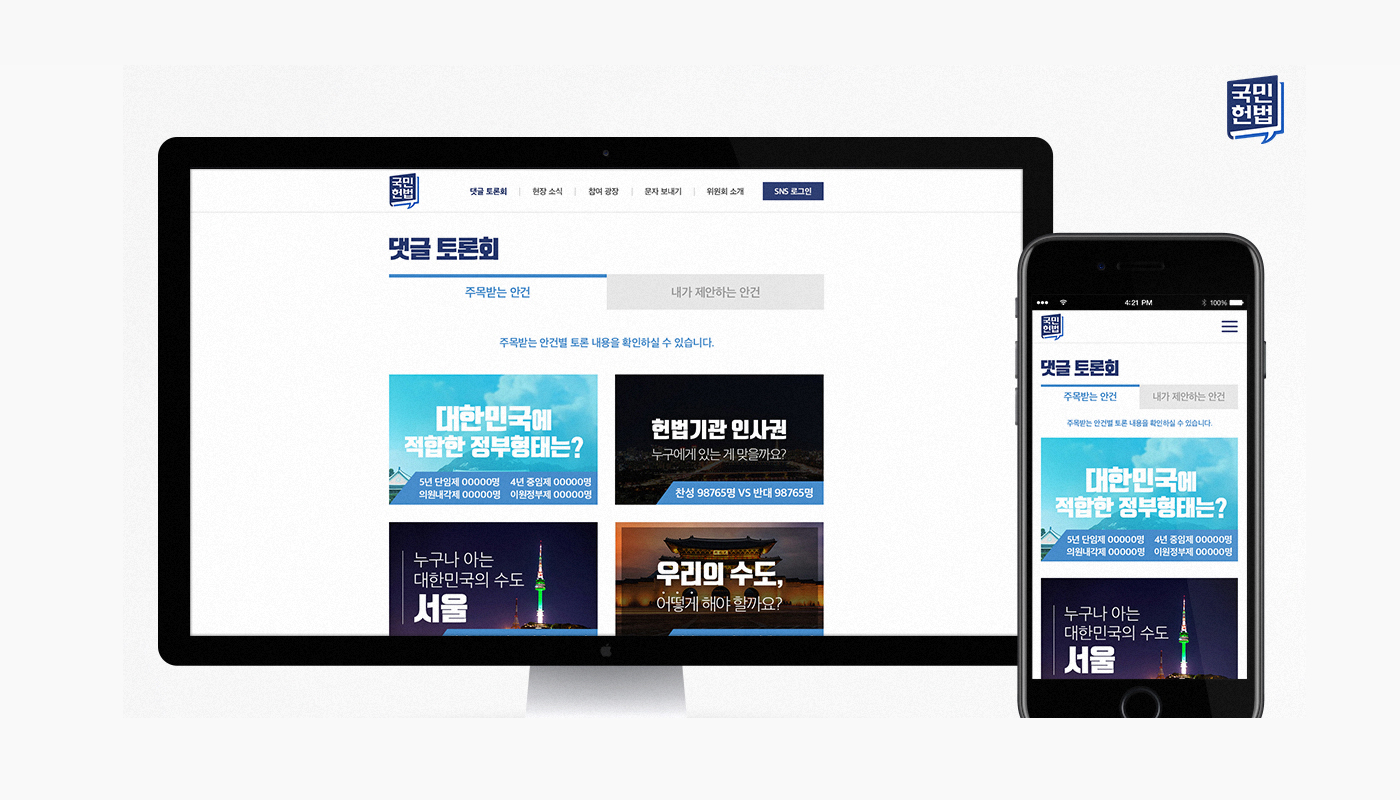 국민
헌법
국민
헌법
댓글 토론회
현장 소식
참여 광장
문자 보내기
위원회 소개
SNS 로그인
댓글 토론회
주목받는 안건
내가 제안하는 안건
주목받는 안건별 토론 내용을 확인하실 수 있습니다.
대한민국에
적합한 정부형태는?
5년 단임제 00000명 4년 중임제 00000명
의원내각제 00000명 이원정부제 00000명
헌법기관 인사권
누구에게 있는 게 맞을까요?
찬성 98765명 VS 반대 98765명
누구나 아는
대한민국의 수도
서울
우리의 수도,
어떻게 해야 할까요?
4:21 PM
100%
국민
헌법
댓글 토론회
주목받는 안건
내가 제안하는 안건
주목받는 안건별 토론 내용을 확인하실 수 있습니다.
대한민국에
적합한 정부형태는?
5년 단임제 00000명 4년 중임제 00000명
의원내각제 00000명 이원정부제 00000명
누구나 아는
대한민국의 수도
서울